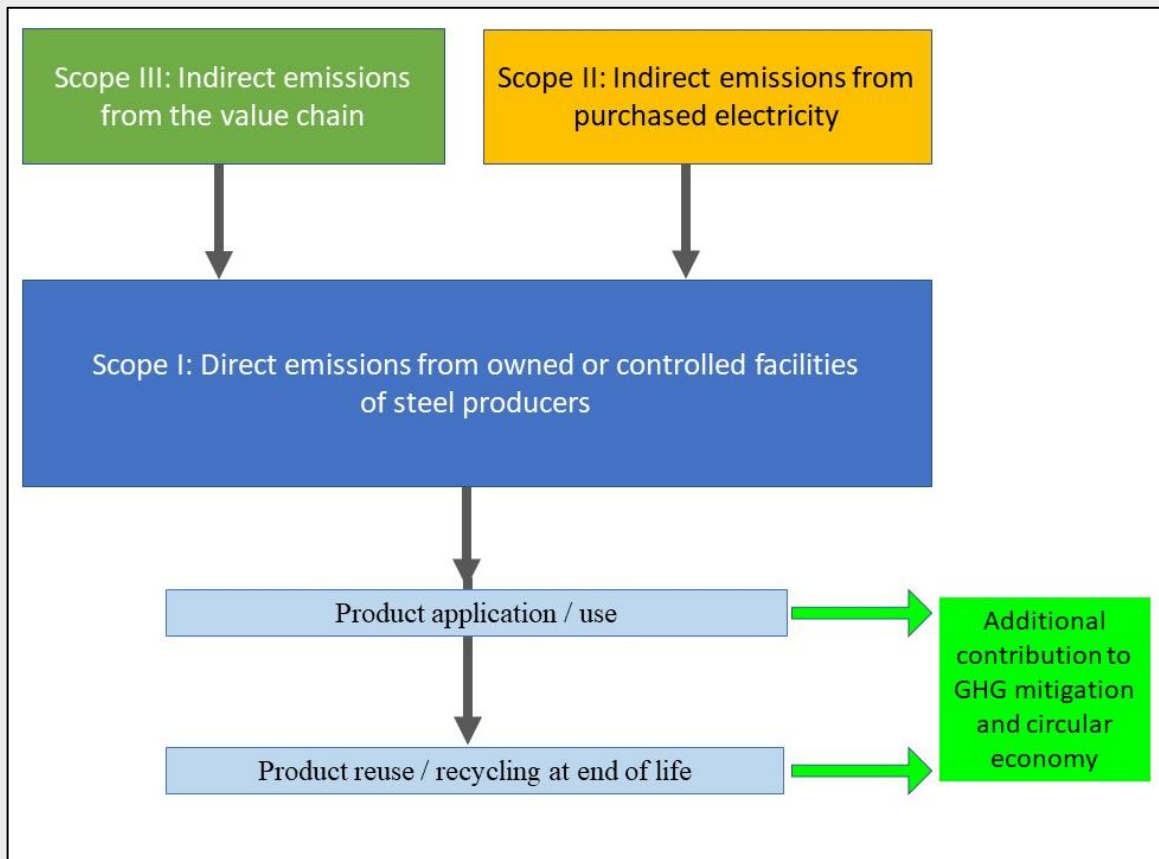 Scope III: Indirect emissions
from the value chain
Scope II: Indirect emissions from
purchased electricity
Scope I: Direct emissions from owned or controlled facilities
of steel producers
Product application / use
Additional
contribution to
GHG mitigation
and circular
economy
Product reuse / recycling at end of life